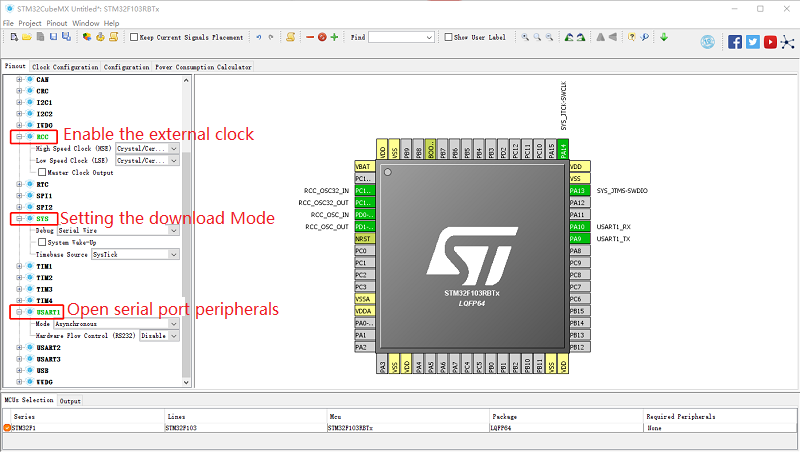 STM32CubeMX Untitled*: STM32F103RBTx
File Project Pinout Window Help
Keep Current Signals Placement
Find
Show User Label
Pinout Clock Configuration Configuration Power Consumption Calculator
CAN
CRC
I2C1
I2C2
IWDG
RCC
Enable the external clock
High Speed Clock (HSE) Crystal/Cer...
Low Speed Clock (LSE) Crystal/Cer...
Master Clock Output
RTC
SPI1
SPI2
SYS
Setting the download Mode
Debug Serial Wire
System Wake-Up
Timebase Source SysTick
TIM1
TIM2
TIM3
TIM4
USART1
Open serial port peripherals
Mode Asynchronous
Hardware Flow Control (RS232) Disable
USART2
USART3
USB
WWDG
SYS_JTCK-SWCLK
VDD
VSS
PB9
PB8
BOO..
PB7
PB6
PB5
PB4
PB3
PD2
PC12
PC11
PC10
PA15
PA14
VBAT
PC1..
RCC_OSC32_IN PC1..
RCC_OSC32_OUT PC1..
RCC_OSC_IN PD0-..
RCC_OSC_OUT PD1-..
NRST
PC0
PC1
PC2
PC3
VSSA
VDDA
PA0-..
PA1
PA2
VDD
VSS
PA13 SYS_JTMS-SWDIO
PA12
PA11
PA10 USART1_RX
PA9 USART1_TX
PA8
PC9
PC8
PC7
PC6
PB15
PB14
PB13
PB12
ST
STM32F103RBTx
LQFP64
PA3
VSS
VDD
PA4
PA5
PA6
PA7
PC4
PC5
PB0
PB1
PB2
PB10
PB11
VSS
VDD
MCUs Selection Output
Series Lines Mcu Package Required Peripherals
STM32F1 STM32F103 STM32F103RBTx LQFP64 None